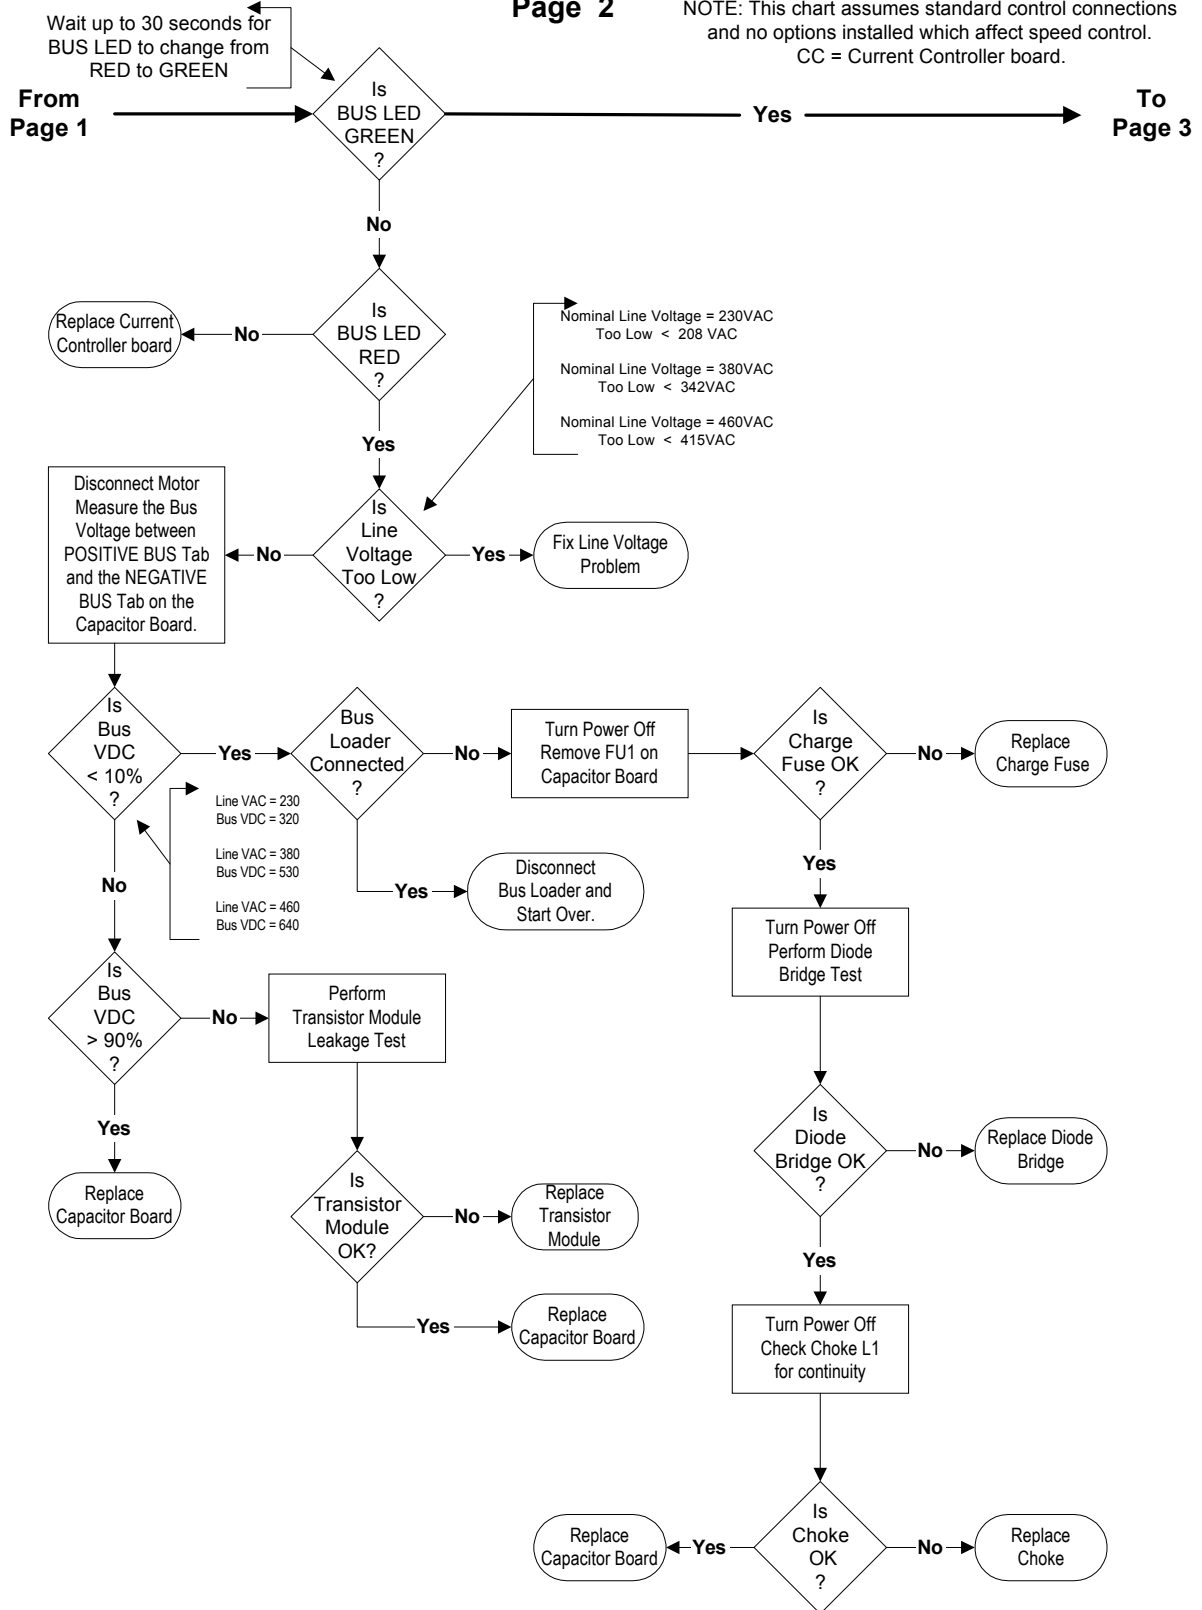 Page 2
NOTE: This chart assumes standard control connections
and no options installed which affect speed control.
CC = Current Controller board.
Wait up to 30 seconds for
BUS LED to change from
RED to GREEN
From
Page 1
Is
BUS LED
GREEN
?
Yes
To
Page 3
No
Is
BUS LED
RED
?
No
Replace Current
Controller board
Nominal Line Voltage = 230VAC
Too Low < 208 VAC
Nominal Line Voltage = 380VAC
Too Low < 342VAC
Nominal Line Voltage = 460VAC
Too Low < 415VAC
Yes
Is
Line
Voltage
Too Low
?
Yes
Fix Line Voltage
Problem
No
Disconnect Motor
Measure the Bus
Voltage between
POSITIVE BUS Tab
and the NEGATIVE
BUS Tab on the
Capacitor Board.
Is
Bus
VDC
< 10%
?
Yes
Bus
Loader
Connected
?
No
Turn Power Off
Remove FU1 on
Capacitor Board
Is
Charge
Fuse OK
?
No
Replace
Charge Fuse
Line VAC = 230
Bus VDC = 320
Line VAC = 380
Bus VDC = 530
Line VAC = 460
Bus VDC = 640
Yes
Disconnect
Bus Loader and
Start Over.
Yes
Turn Power Off
Perform Diode
Bridge Test
No
Is
Bus
VDC
> 90%
?
No
Perform
Transistor Module
Leakage Test
Yes
Replace
Capacitor Board
Is
Transistor
Module
OK?
No
Replace
Transistor
Module
Yes
Replace
Capacitor Board
Is
Diode
Bridge OK
?
No
Replace Diode
Bridge
Yes
Turn Power Off
Check Choke L1
for continuity
Is
Choke
OK
?
Yes
Replace
Capacitor Board
No
Replace
Choke